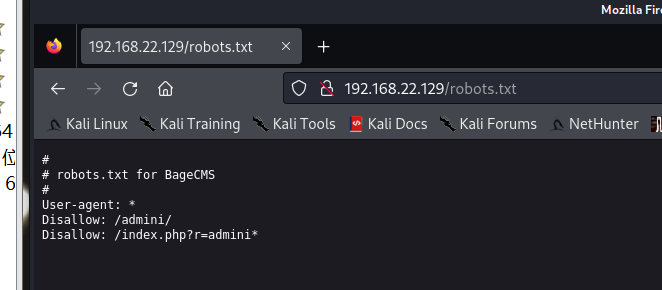 Mozilla Fire
192.168.22.129/robots.txt
192.168.22.129/robots.txt
Kali Linux Kali Training Kali Tools Kali Docs Kali Forums NetHunter
#
# robots.txt for BageCMS
#
User-agent: *
Disallow: /admini/
Disallow: /index.php?r=admini*
64
位
6